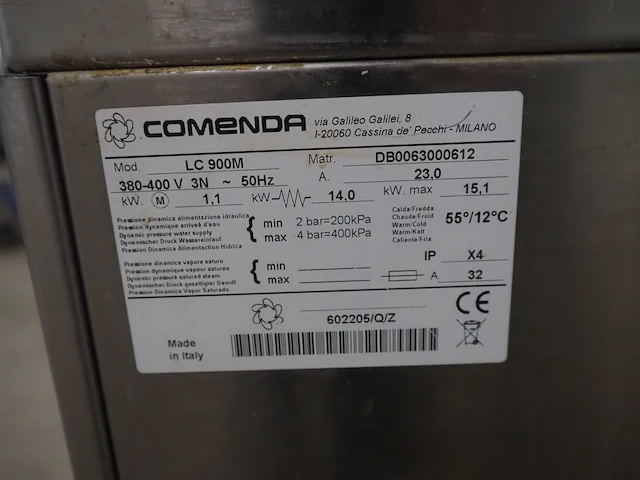 COMENDA
via Galileo Galilei, 8
I-20060 Cassina de' Pecchi - MILANO
Mod. LC 900M Matr. DB0063000612
380-400 V 3N ~ 50Hz A. 23,0
kW. M 1,1 kW 14,0 kW. max 15,1
Pressione dinamica alimentazione idraulica
Pression dynamique arrivée d'eau
Dynamic pressure water supply
Dynamischer Druck Wassereinlauf
Presion Dinamica Alimentación Hidrica
min 2 bar=200kPa
max 4 bar=400kPa
Calda/Fredda
Chaude/Froid
Warm/Cold
Warm/Kalt
Caliente/Fria
55°/12°C
Pressione dinamica vapore saturo
Pression dynamique vapeur saturée
Dynamic pressure saturated steam
Dynamischer Druck gesättigter Dampf
Presion Dinamica Vapor Saturado
min
max
IP X4
A. 32
CE
602205/Q/Z
Made
in Italy